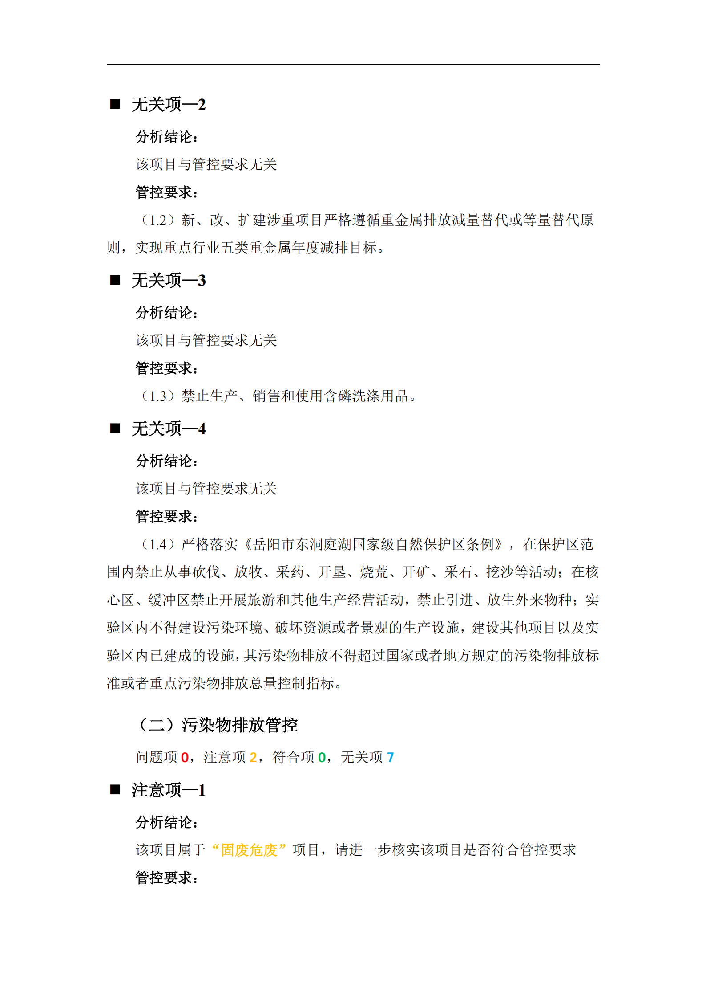 ■ 无关项—2
分析结论：
该项目与管控要求无关
管控要求：
（1.2）新、改、扩建涉重项目严格遵循重金属排放减量替代或等量替代原
则，实现重点行业五类重金属年度减排目标。
■ 无关项—3
分析结论：
该项目与管控要求无关
管控要求：
（1.3）禁止生产、销售和使用含磷洗涤用品。
■ 无关项—4
分析结论：
该项目与管控要求无关
管控要求：
（1.4）严格落实《岳阳市东洞庭湖国家级自然保护区条例》，在保护区范
围内禁止从事砍伐、放牧、采药、开垦、烧荒、开矿、采石、挖沙等活动；在核
心区、缓冲区禁止开展旅游和其他生产经营活动，禁止引进、放生外来物种；实
验区内不得建设污染环境、破坏资源或者景观的生产设施，建设其他项目以及实
验区内已建成的设施，其污染物排放不得超过国家或者地方规定的污染物排放标
准或者重点污染物排放总量控制指标。
（二）污染物排放管控
问题项 0，注意项 2，符合项 0，无关项 7
■ 注意项—1
分析结论：
该项目属于“固废危废”项目，请进一步核实该项目是否符合管控要求
管控要求：